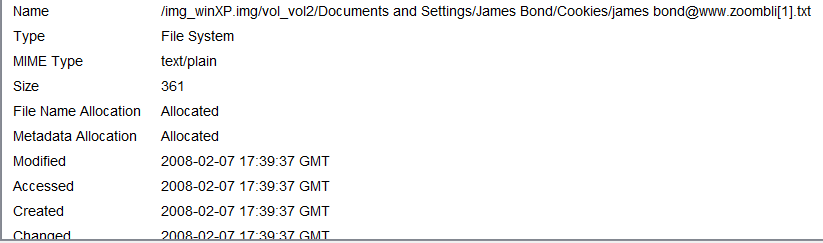 Name /img_winXP.img/vol_vol2/Documents and Settings/James Bond/Cookies/james bond@www.zoombli[1].txt
Type File System
MIME Type text/plain
Size 361
File Name Allocation Allocated
Metadata Allocation Allocated
Modified 2008-02-07 17:39:37 GMT
Accessed 2008-02-07 17:39:37 GMT
Created 2008-02-07 17:39:37 GMT
Changed 2008-02-07 17:39:37 GMT